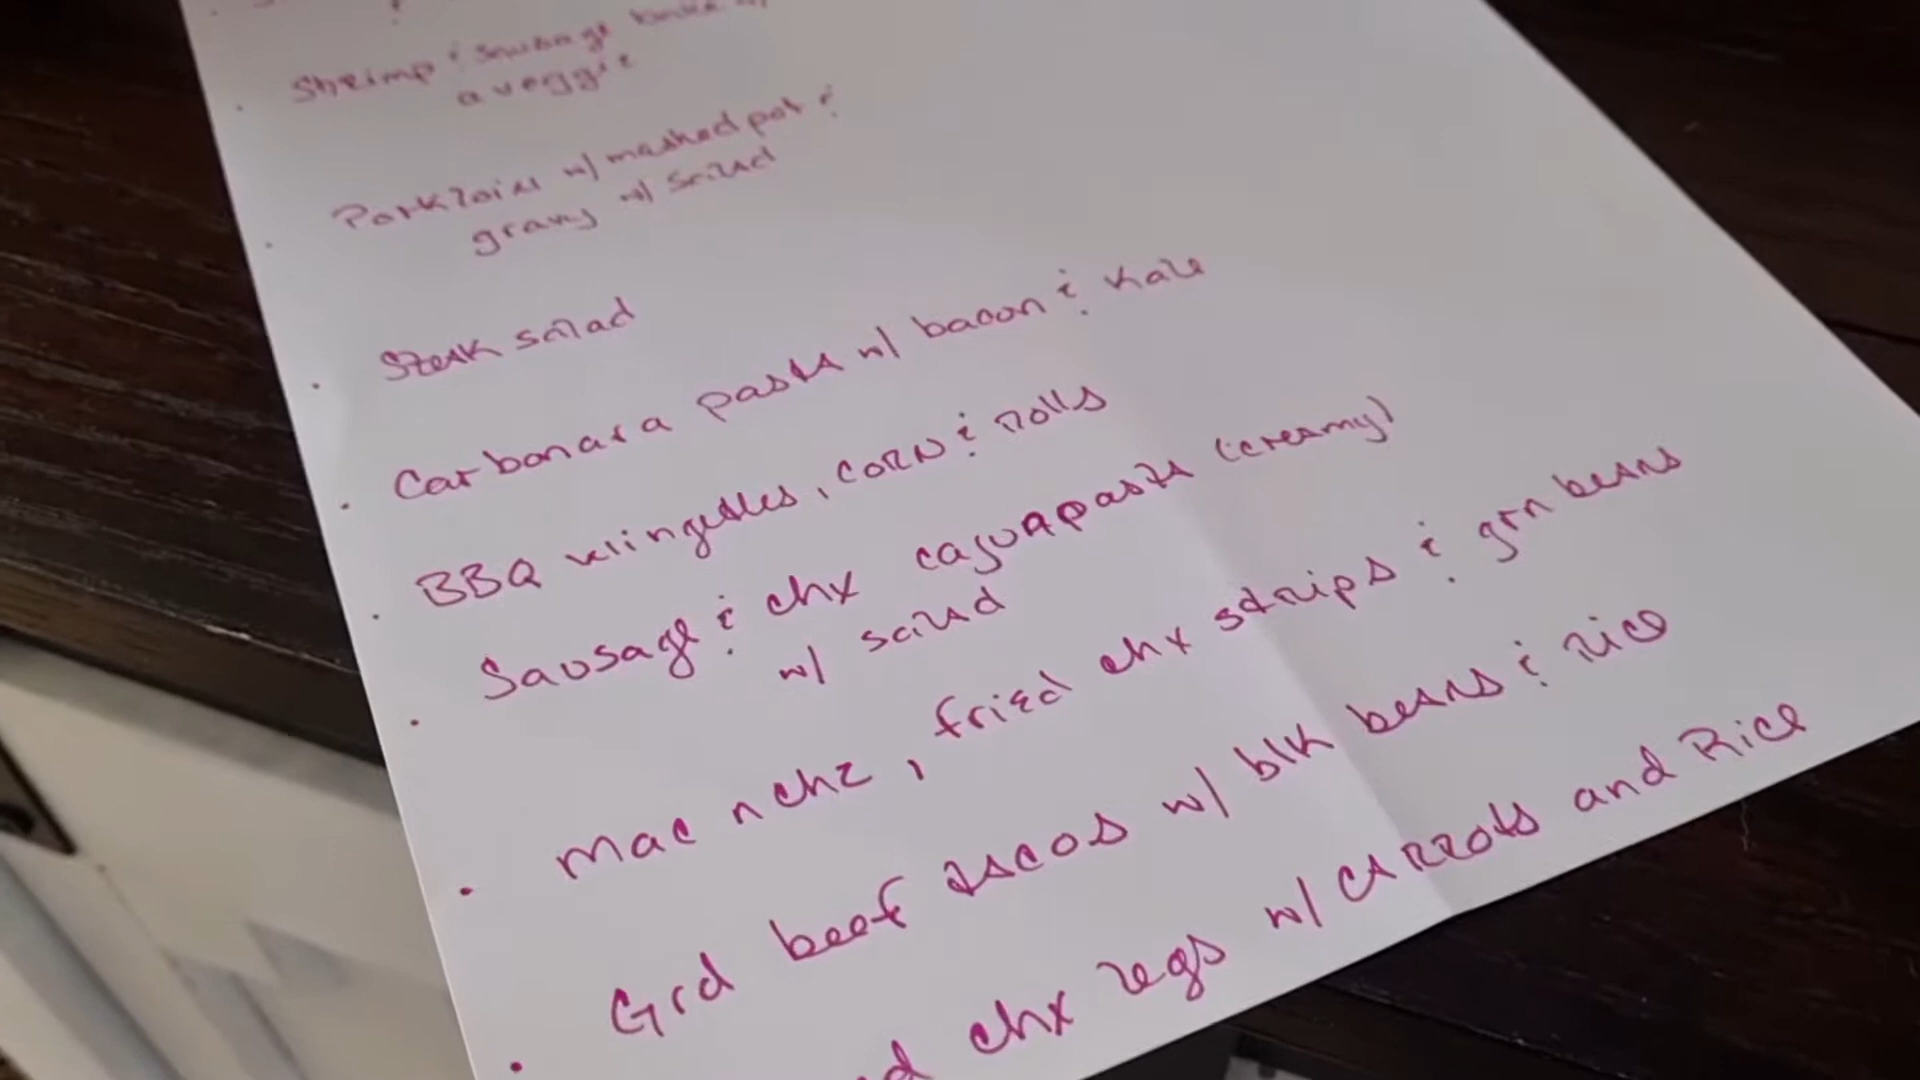 Shrimp & Sausage
a veggie
Pork loin w/ mashed pot &
gravy w/ salad
Steak salad
Carbonara pasta w/ bacon & Kale
BBQ wingettes, CORN & rolls
Sausage & chx cajun pasta (creamy)
w/ salad
Mac n chz, fried chx strips & grn beans
Grd beef tacos w/ blk beans & rice
chx legs w/ CARROTS and Rice